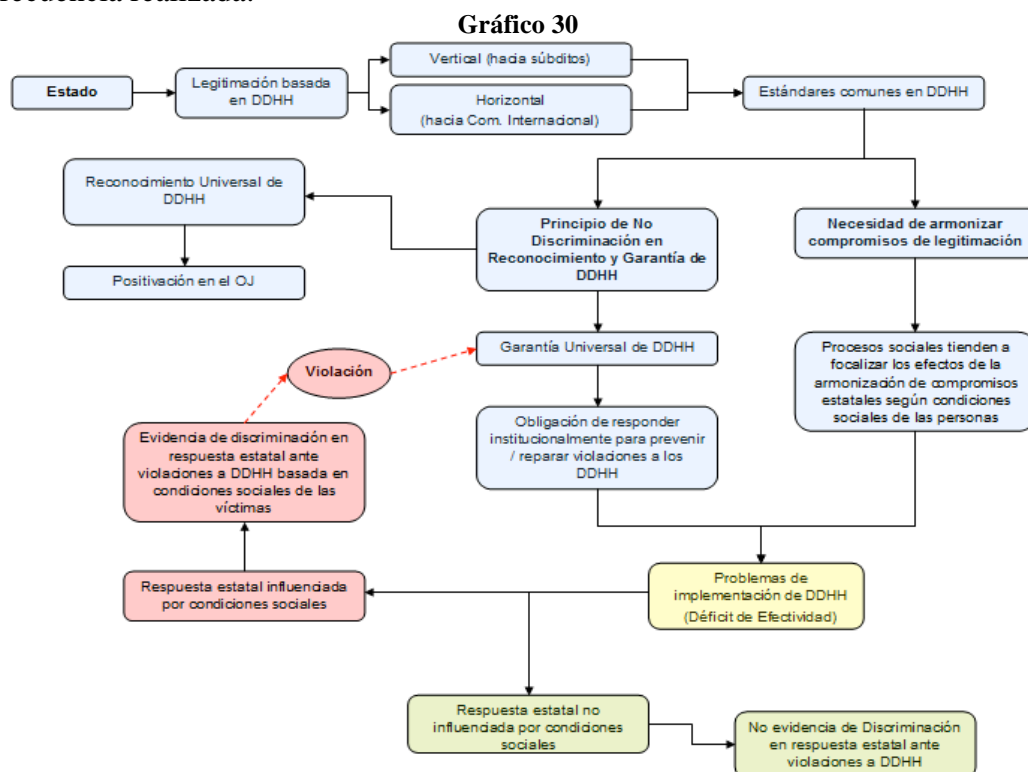 Gráfico 30
Estado
Legitimación basada
en DDHH
Vertical (hacia súbditos)
Horizontal
(hacia Com. Internacional)
Estándares comunes en DDHH
Reconocimiento Universal de
DDHH
Positivación en el OJ
Principio de No
Discriminación en
Reconocimiento y Garantía de
DDHH
Necesidad de armonizar
compromisos de legitimación
Garantía Universal de DDHH
Procesos sociales tienden a
focalizar los efectos de la
armonización de compromisos
estatales según condiciones
sociales de las personas
Violación
Obligación de responder
institucionalmente para prevenir
/ reparar violaciones a los
DDHH
Evidencia de discriminación en
respuesta estatal ante
violaciones a DDHH basada en
condiciones sociales de las
víctimas
Respuesta estatal influenciada
por condiciones sociales
Problemas de
implementación de DDHH
(Déficit de Efectividad)
Respuesta estatal no
influenciada por condiciones
sociales
No evidencia de Discriminación
en respuesta estatal ante
violaciones a DDHH